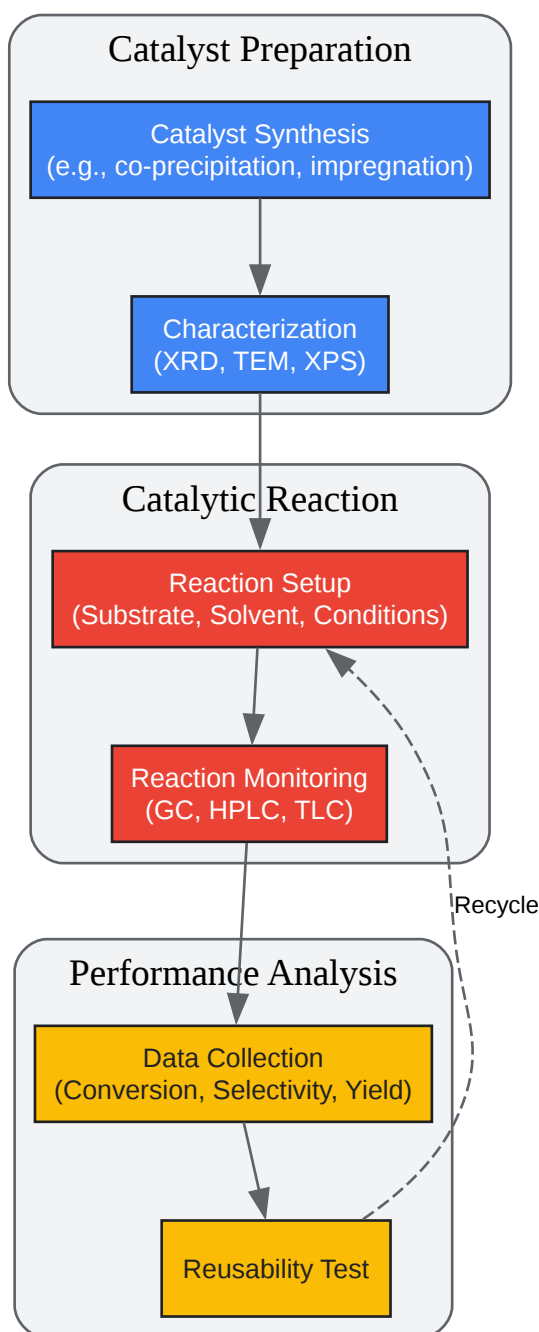 Catalyst Preparation
Catalyst Synthesis
(e.g., co-precipitation, impregnation)
Characterization
(XRD, TEM, XPS)
Catalytic Reaction
Reaction Setup
(Substrate, Solvent, Conditions)
Reaction Monitoring
(GC, HPLC, TLC)
Recycle
Performance Analysis
Data Collection
(Conversion, Selectivity, Yield)
Reusability Test